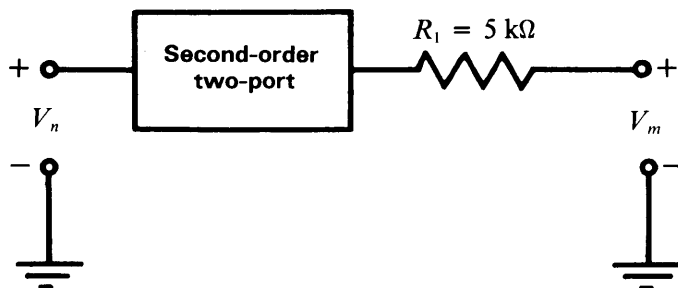 R₁ = 5 kΩ
Second-order
two-port
+
+
Vₙ
Vₘ
−
−